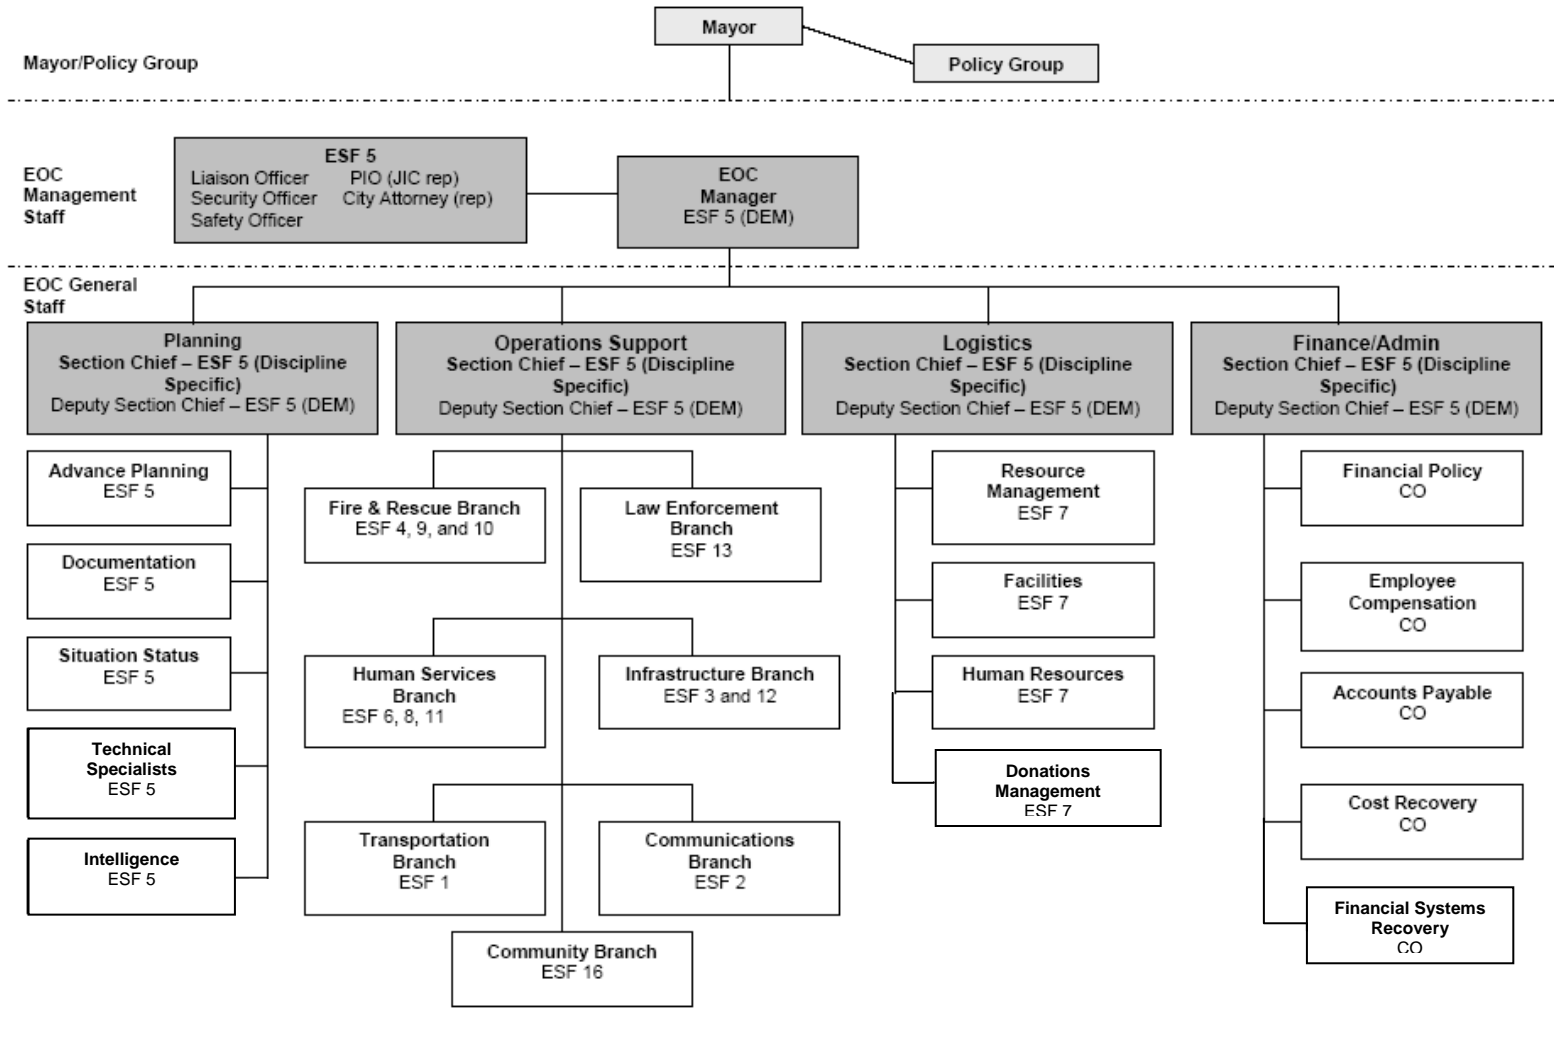 Mayor
Policy Group
Mayor/Policy Group
EOC
Management
Staff
ESF 5
Liaison Officer PIO (JIC rep)
Security Officer City Attorney (rep)
Safety Officer
EOC
Manager
ESF 5 (DEM)
EOC General
Staff
Planning
Section Chief – ESF 5 (Discipline
Specific)
Deputy Section Chief – ESF 5 (DEM)
Operations Support
Section Chief – ESF 5 (Discipline
Specific)
Deputy Section Chief – ESF 5 (DEM)
Logistics
Section Chief – ESF 5 (Discipline
Specific)
Deputy Section Chief – ESF 5 (DEM)
Finance/Admin
Section Chief – ESF 5 (Discipline
Specific)
Deputy Section Chief – ESF 5 (DEM)
Advance Planning
ESF 5
Documentation
ESF 5
Situation Status
ESF 5
Technical
Specialists
ESF 5
Intelligence
ESF 5
Fire & Rescue Branch
ESF 4, 9, and 10
Law Enforcement
Branch
ESF 13
Human Services
Branch
ESF 6, 8, 11
Infrastructure Branch
ESF 3 and 12
Transportation
Branch
ESF 1
Communications
Branch
ESF 2
Community Branch
ESF 16
Resource
Management
ESF 7
Facilities
ESF 7
Human Resources
ESF 7
Donations
Management
ESF 7
Financial Policy
CO
Employee
Compensation
CO
Accounts Payable
CO
Cost Recovery
CO
Financial Systems
Recovery
CO